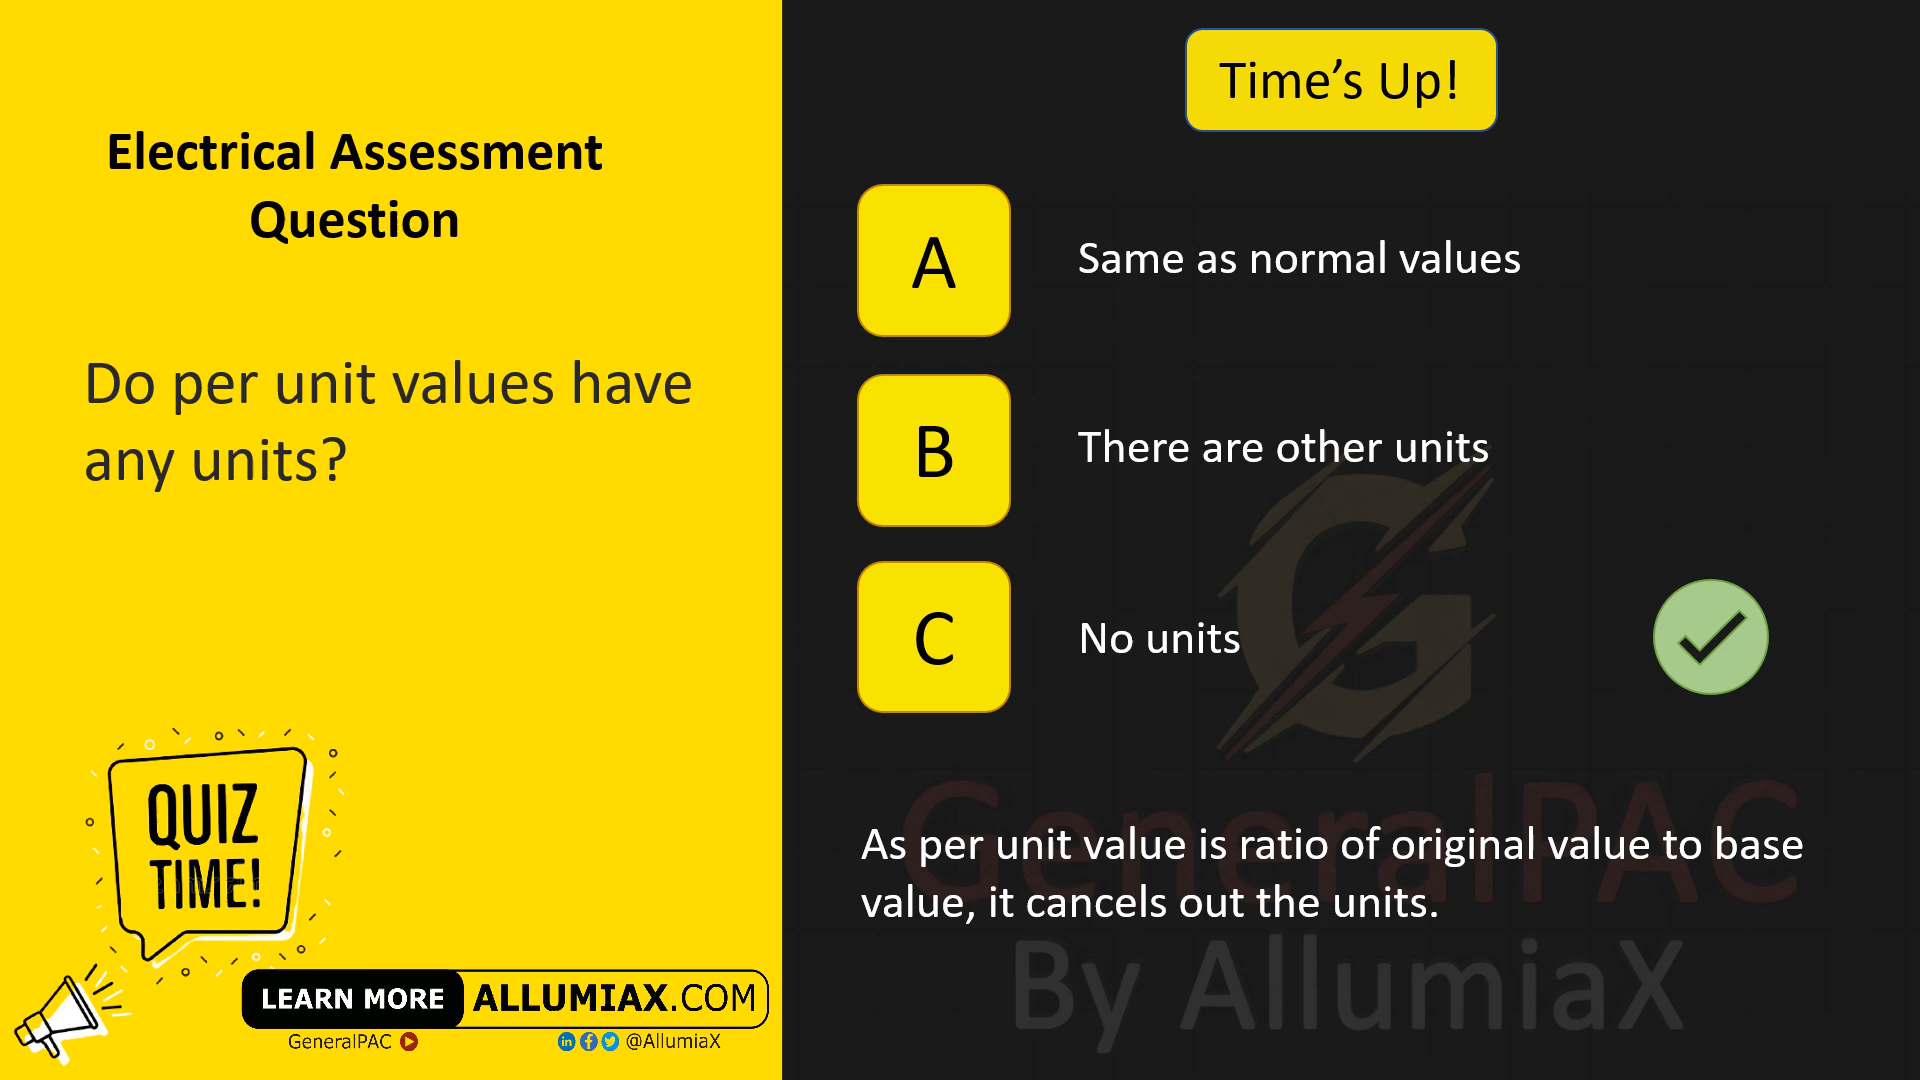 Electrical Assessment
Question
Do per unit values have
any units?
QUIZ
TIME!
LEARN MORE ALLUMIAX.COM
GeneralPAC @AllumiaX
Time’s Up!
A Same as normal values
B There are other units
C No units
As per unit value is ratio of original value to base
value, it cancels out the units.
G
GeneralPAC
By AllumiaX